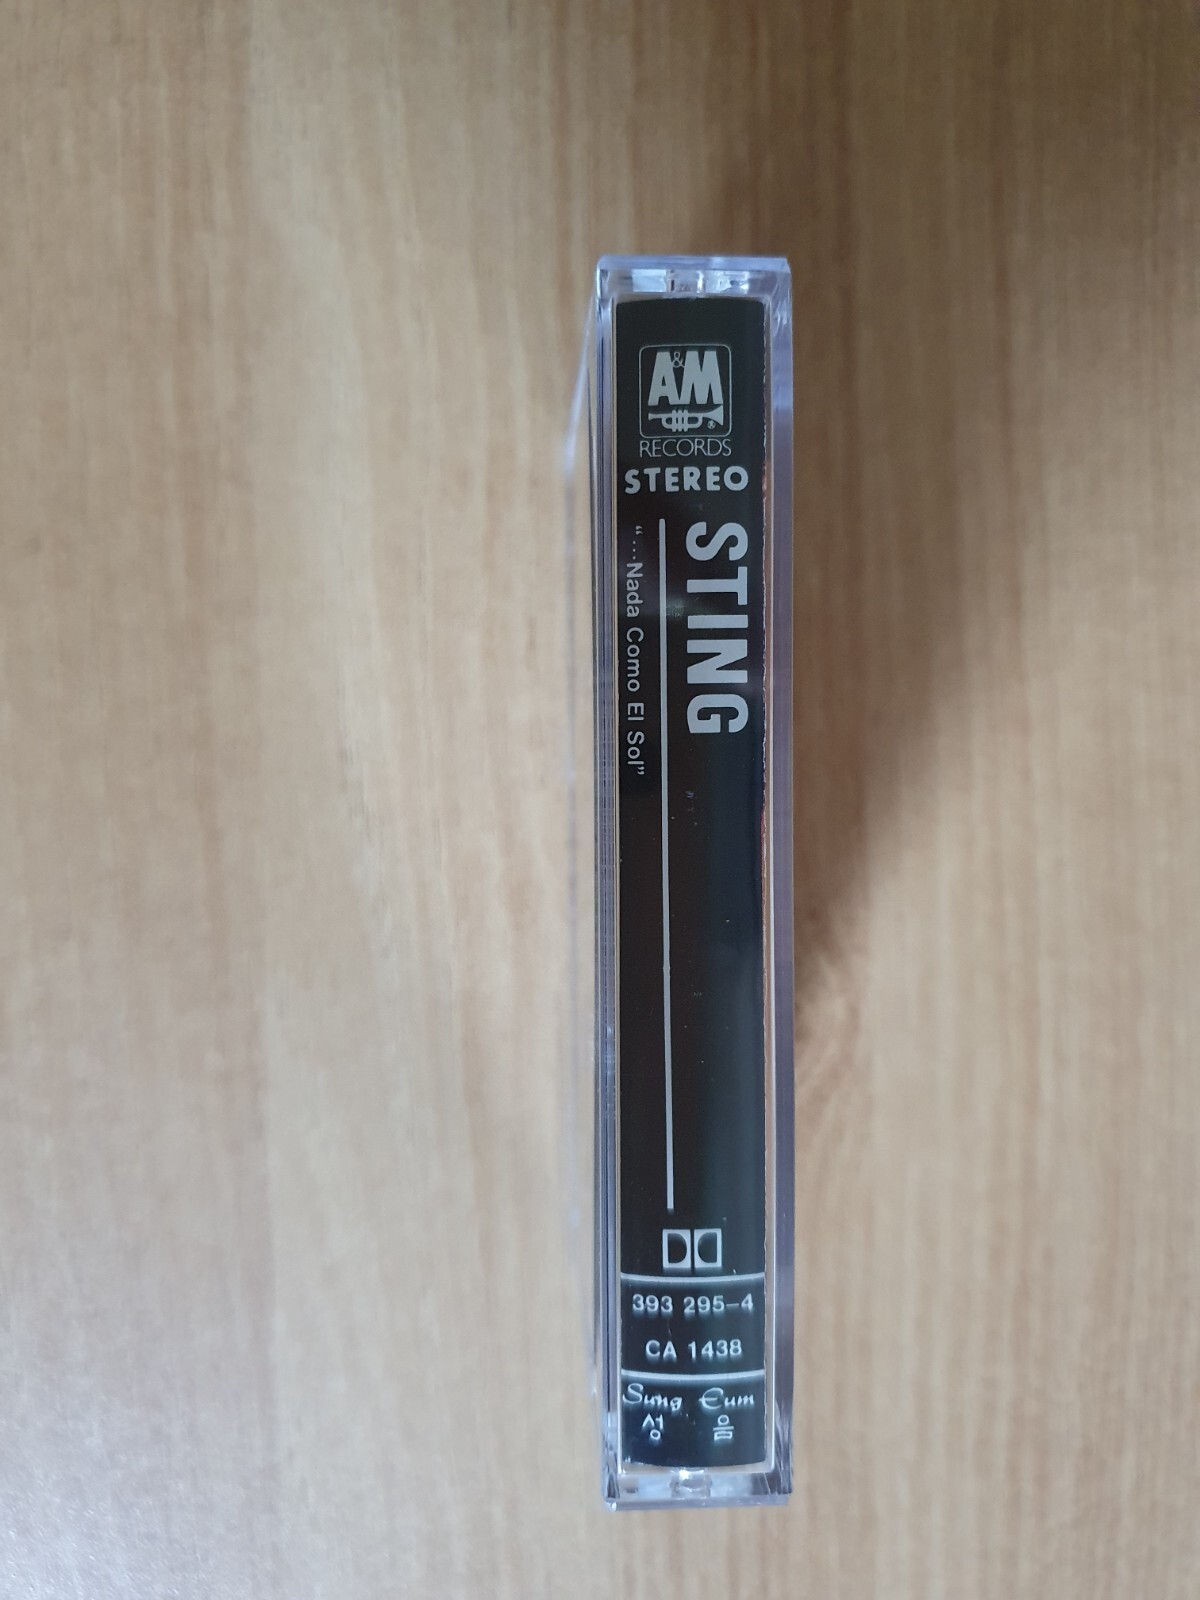 A&M
RECORDS
STEREO
STING
“...Nada Como El Sol”
393 295-4
CA 1438
Sung Eum
성 음